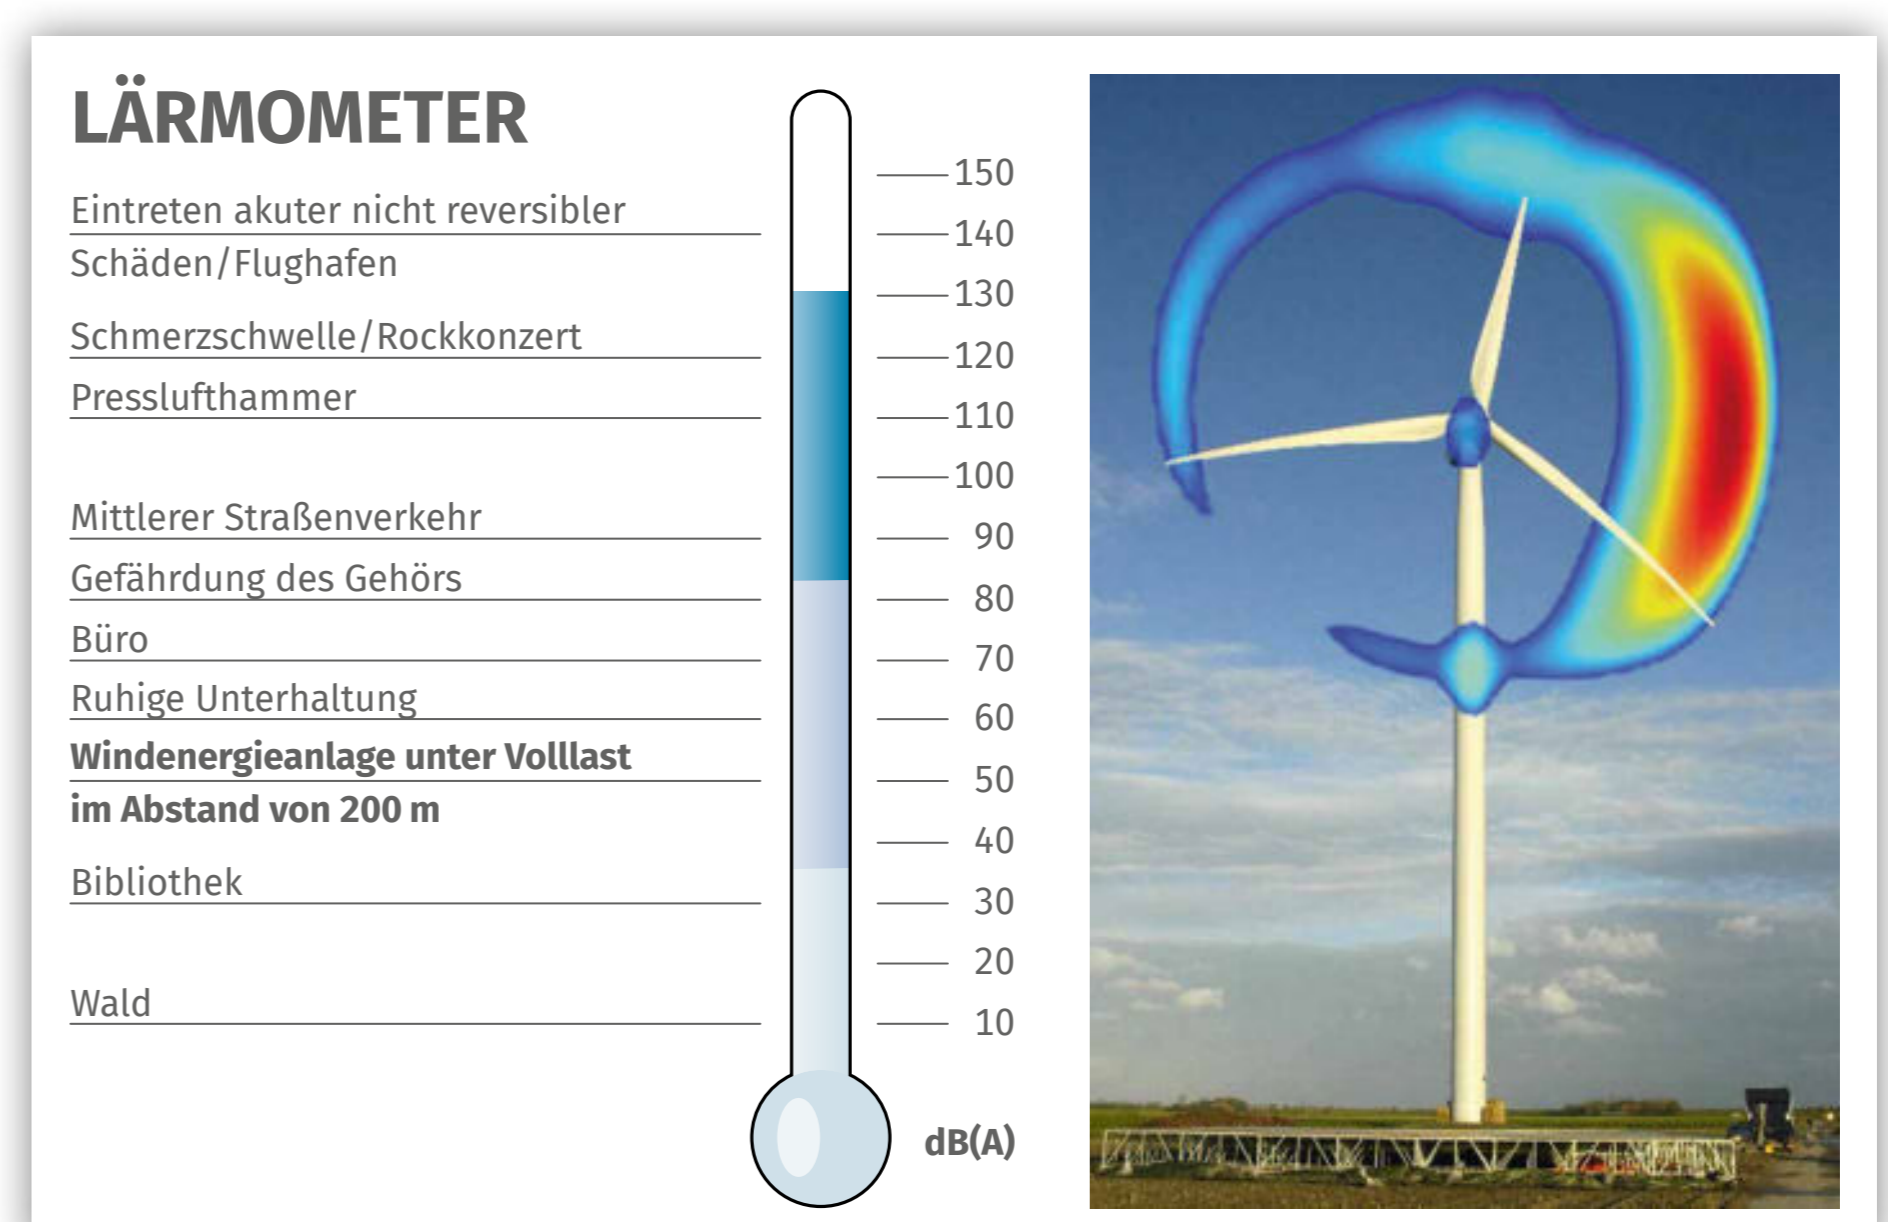 LÄRMOMETER
150
Eintreten akuter nicht reversibler
140
Schäden/Flughafen
130
Schmerzschwelle/Rockkonzert
120
Presslufthammer
110
100
Mittlerer Straßenverkehr
90
Gefährdung des Gehörs
80
Büro
70
Ruhige Unterhaltung
60
Windenergieanlage unter Volllast
50
im Abstand von 200 m
40
Bibliothek
30
20
Wald
10
dB(A)